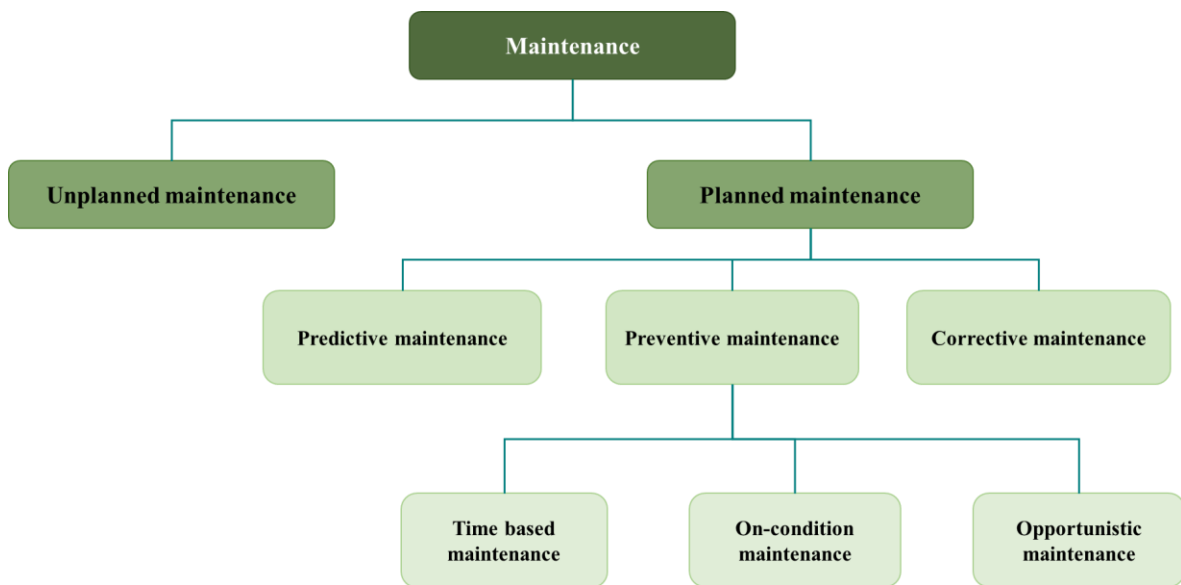 Maintenance
Unplanned maintenance
Planned maintenance
Predictive maintenance
Preventive maintenance
Corrective maintenance
Time based
maintenance
On-condition
maintenance
Opportunistic
maintenance